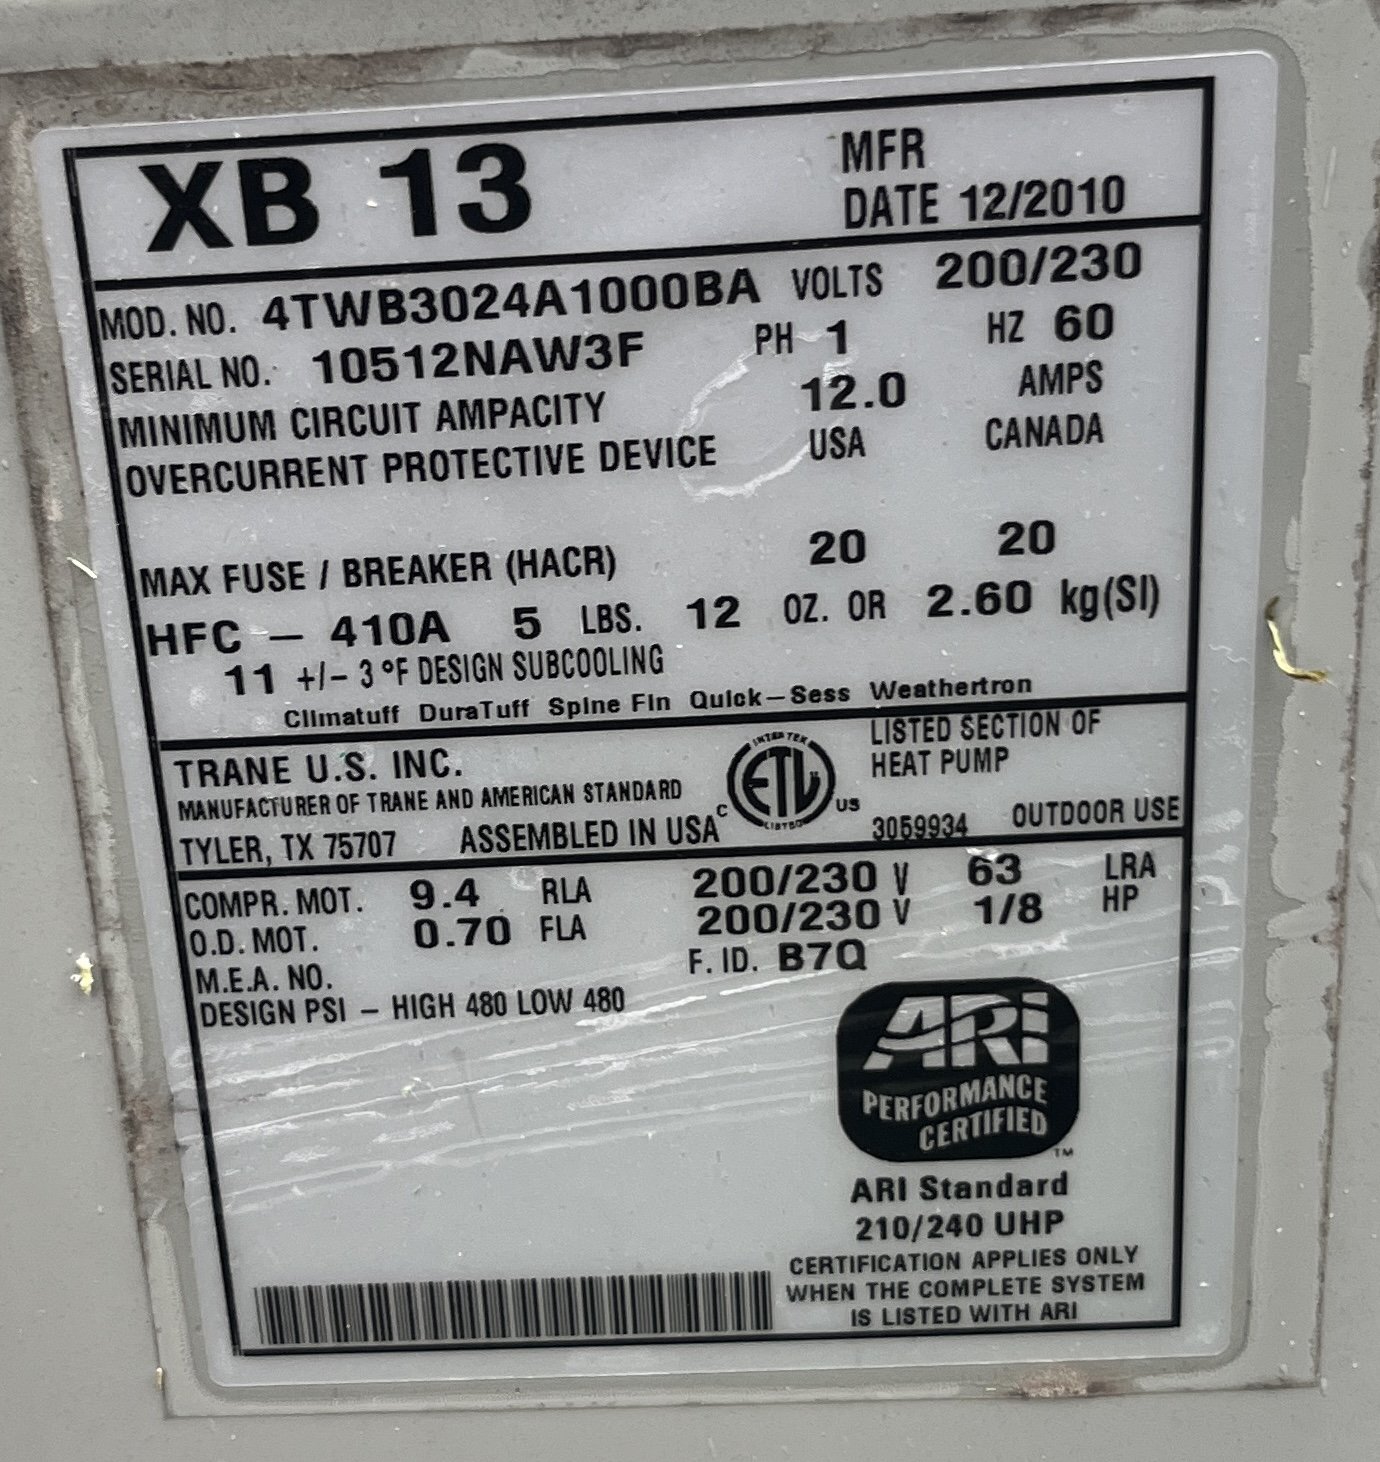 XB 13
MFR
DATE 12/2010
MOD. NO. 4TWB3024A1000BA VOLTS 200/230
SERIAL NO. 10512NAW3F PH 1 HZ 60
MINIMUM CIRCUIT AMPACITY 12.0 AMPS
OVERCURRENT PROTECTIVE DEVICE USA CANADA
MAX FUSE / BREAKER (HACR) 20 20
HFC – 410A 5 LBS. 12 OZ. OR 2.60 kg(SI)
11 +/– 3 °F DESIGN SUBCOOLING
Climatuff DuraTuff Spine Fin Quick–Sess Weathertron
TRANE U.S. INC.
MANUFACTURER OF TRANE AND AMERICAN STANDARD
TYLER, TX 75707 ASSEMBLED IN USA
INTERTEK
C ETL US
LISTED
LISTED SECTION OF
HEAT PUMP
3059934 OUTDOOR USE
COMPR. MOT. 9.4 RLA 200/230 V 63 LRA
O.D. MOT. 0.70 FLA 200/230 V 1/8 HP
M.E.A. NO. F. ID. B7Q
DESIGN PSI – HIGH 480 LOW 480
ARI
PERFORMANCE
CERTIFIED
TM
ARI Standard
210/240 UHP
CERTIFICATION APPLIES ONLY
WHEN THE COMPLETE SYSTEM
IS LISTED WITH ARI